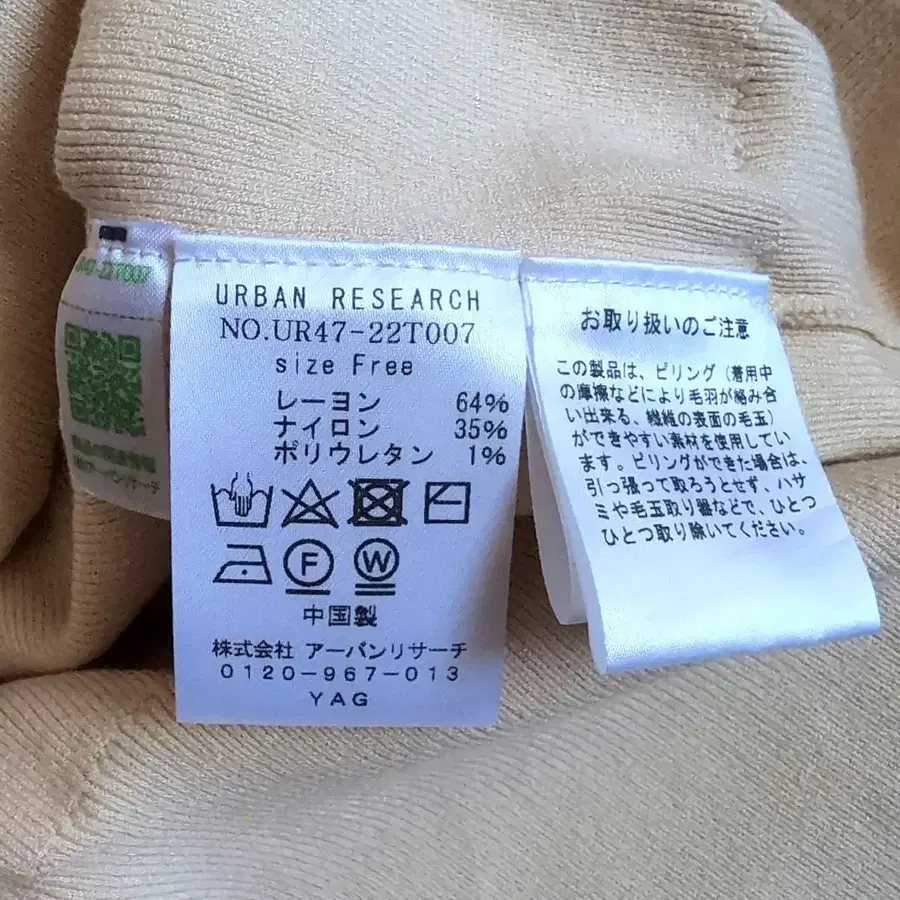 UR47-22T007
URBAN RESEARCH
NO.UR47-22T007
size Free
レーヨン 64%
ナイロン 35%
ポリウレタン 1%
F W
中国製
株式会社 アーバンリサーチ
0120-967-013
YAG
お取り扱いのご注意
この製品は、ピリング（着用中
の摩擦などにより毛羽が絡み合
い出来る、繊維の表面の毛玉）
ができやすい素材を使用してい
ます。ピリングができた場合は、
引っ張って取ろうとせず、ハサ
ミや毛玉取り器などで、ひとつ
ひとつ取り除いてください。